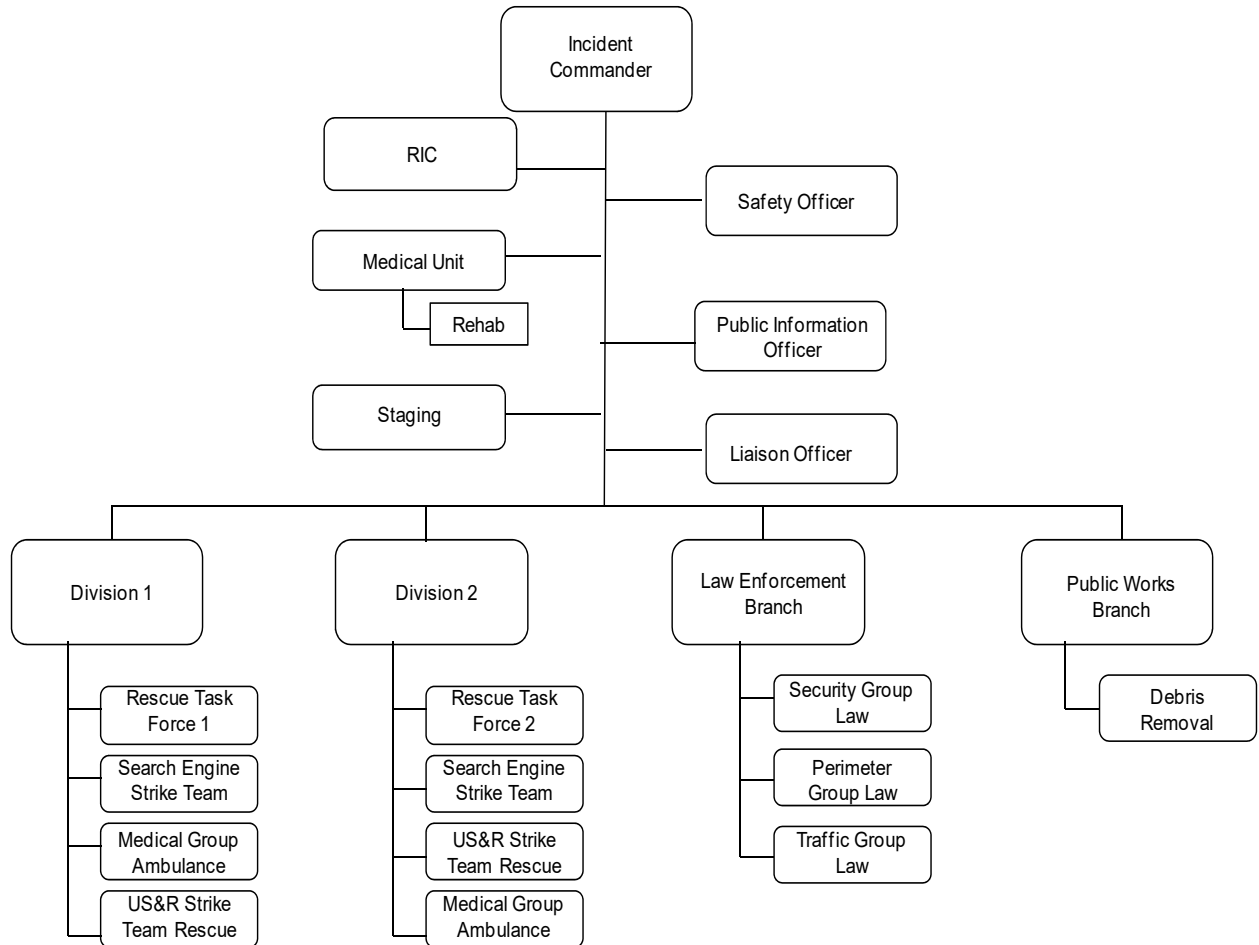 Incident
Commander
RIC
Safety Officer
Medical Unit
Rehab
Public Information
Officer
Staging
Liaison Officer
Division 1
Division 2
Law Enforcement
Branch
Public Works
Branch
Rescue Task
Force 1
Search Engine
Strike Team
Medical Group
Ambulance
US&R Strike
Team Rescue
Rescue Task
Force 2
Search Engine
Strike Team
US&R Strike
Team Rescue
Medical Group
Ambulance
Security Group
Law
Perimeter
Group Law
Traffic Group
Law
Debris
Removal